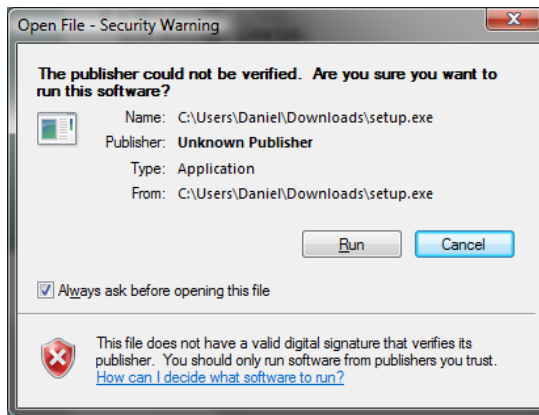 Open File - Security Warning
The publisher could not be verified.  Are you sure you want to
run this software?
Name: C:\Users\Daniel\Downloads\setup.exe
Publisher: Unknown Publisher
Type: Application
From: C:\Users\Daniel\Downloads\setup.exe
Run Cancel
Always ask before opening this file
This file does not have a valid digital signature that verifies its
publisher.  You should only run software from publishers you trust.
How can I decide what software to run?